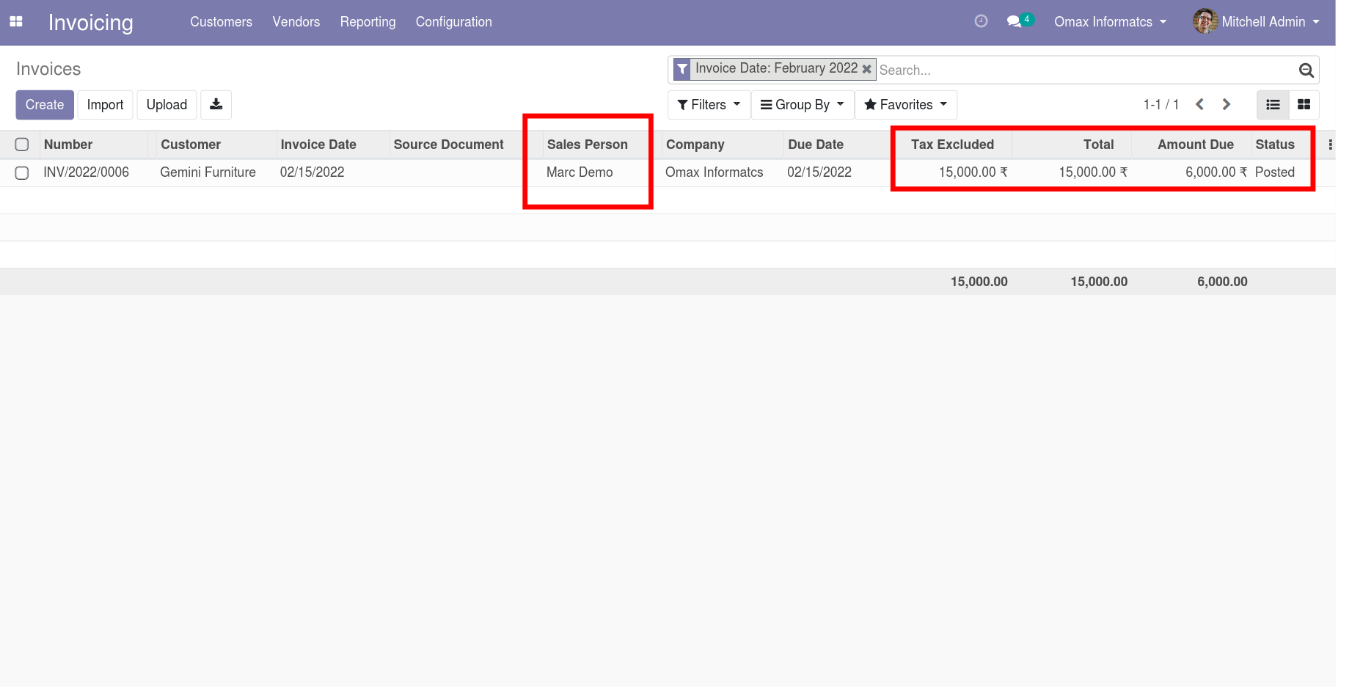 Invoicing Customers Vendors Reporting Configuration 4 Omax Informatcs Mitchell Admin
Invoices
Invoice Date: February 2022 Search...
Create Import Upload Filters Group By Favorites 1-1 / 1
Number Customer Invoice Date Source Document Sales Person Company Due Date Tax Excluded Total Amount Due Status
INV/2022/0006 Gemini Furniture 02/15/2022 Marc Demo Omax Informatcs 02/15/2022 15,000.00 ₹ 15,000.00 ₹ 6,000.00 ₹ Posted
15,000.00 15,000.00 6,000.00